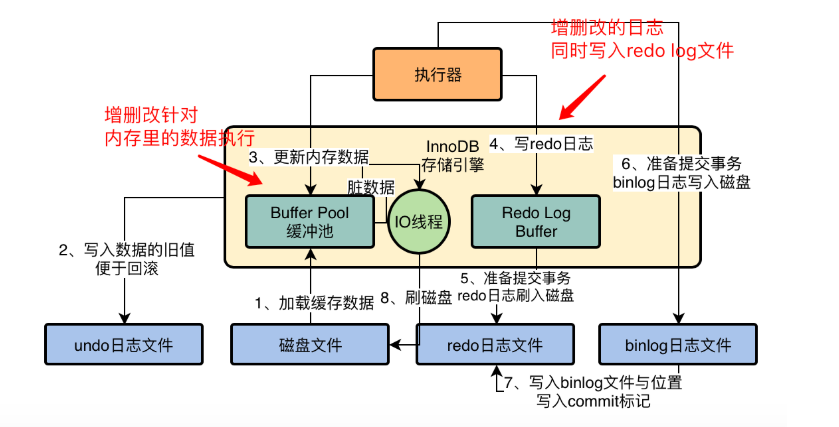 增删改的日志
同时写入redo log文件
执行器
增删改针对
内存里的数据执行
InnoDB
存储引擎
4、写redo日志
3、更新内存数据
6、准备提交事务
binlog日志写入磁盘
脏数据
Buffer Pool
缓冲池
IO线程
Redo Log
Buffer
2、写入数据的旧值
便于回滚
5、准备提交事务
redo日志刷入磁盘
1、加载缓存数据
8、刷磁盘
undo日志文件
磁盘文件
redo日志文件
binlog日志文件
7、写入binlog文件与位置
写入commit标记